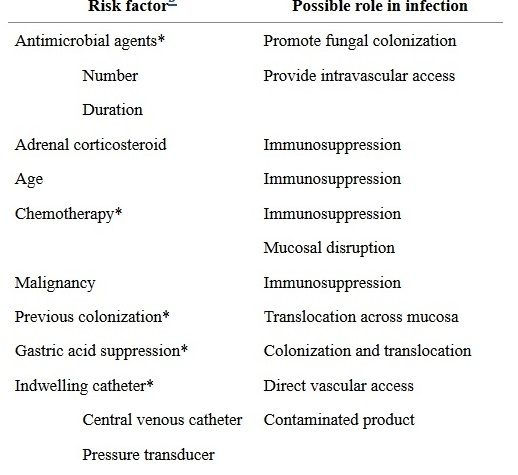 Risk factor Possible role in infection
Antimicrobial agents* Promote fungal colonization
Number Provide intravascular access
Duration
Adrenal corticosteroid Immunosuppression
Age Immunosuppression
Chemotherapy* Immunosuppression
Mucosal disruption
Malignancy Immunosuppression
Previous colonization* Translocation across mucosa
Gastric acid suppression* Colonization and translocation
Indwelling catheter* Direct vascular access
Central venous catheter Contaminated product
Pressure transducer